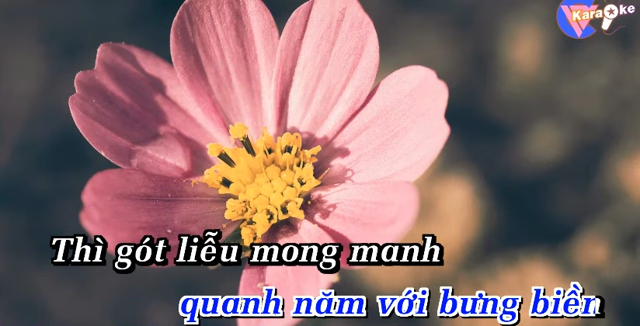 Karaoke
Thì gót liễu mong manh
quanh năm với bưng biền